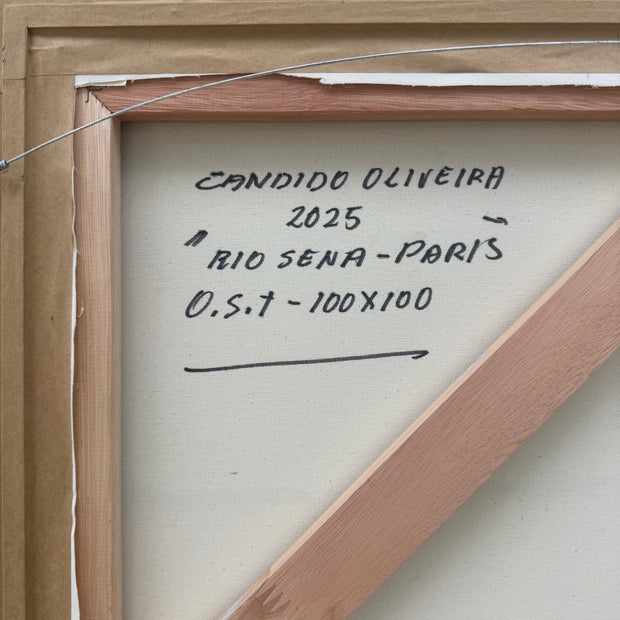 CANDIDO OLIVEIRA
2025
"RIO SENA - PARIS"
O.S.t - 100X100